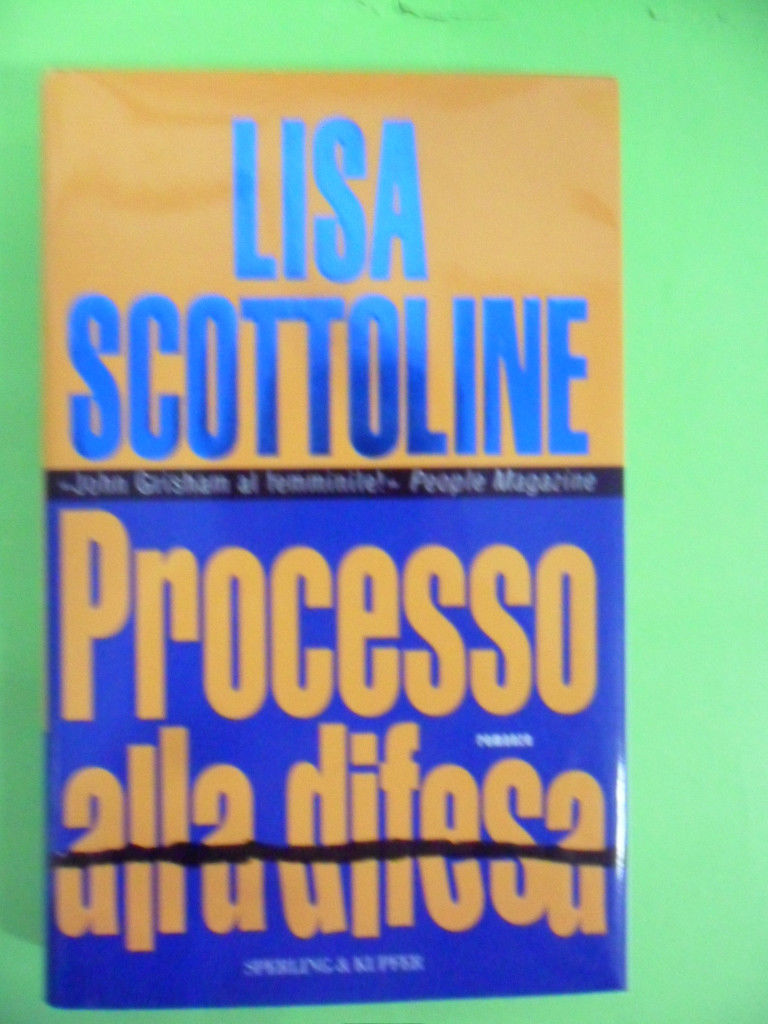 LISA
SCOTTOLINE
«John Grisham al femminile!» People Magazine
Processo
romanzo
alla difesa
SPERLING & KUPFER